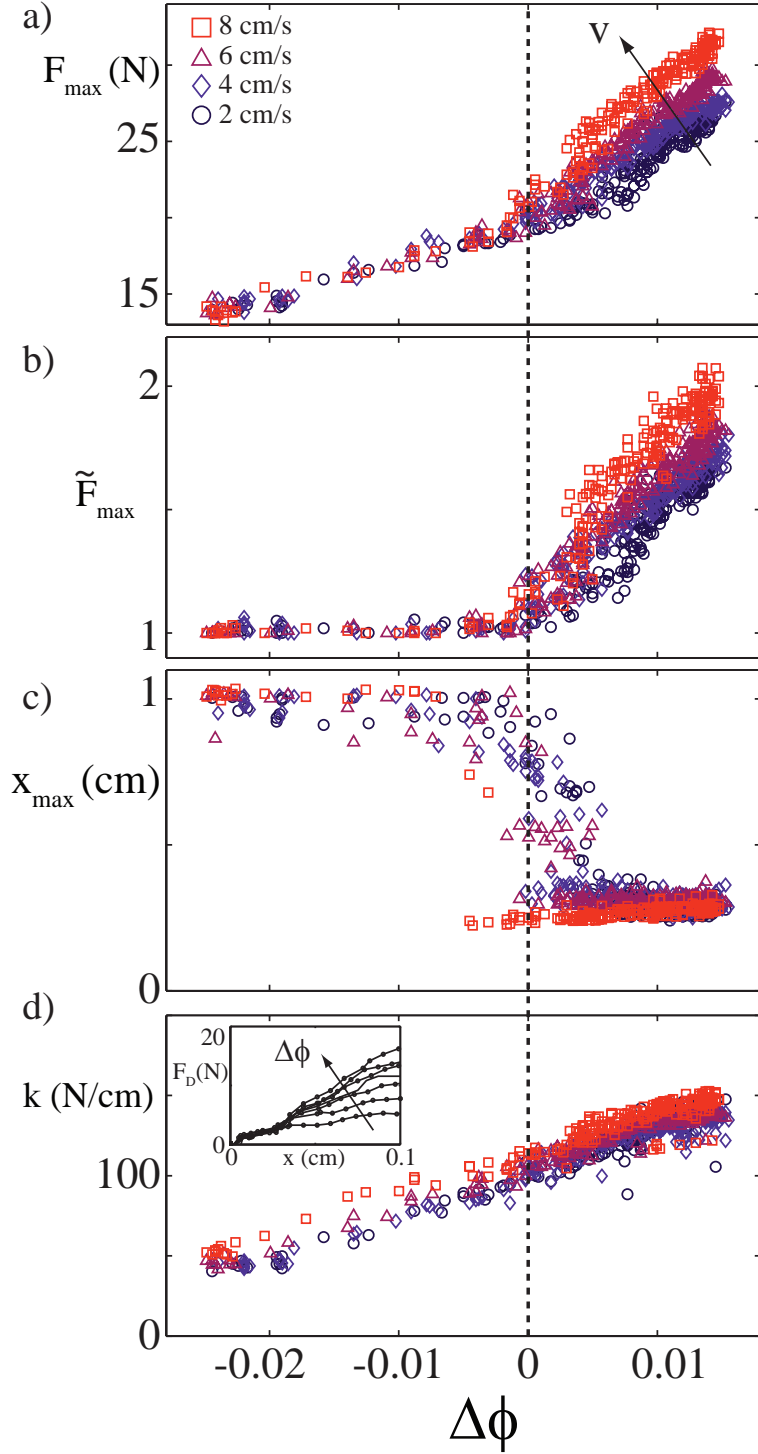 a)
F_max (N)
8 cm/s
6 cm/s
4 cm/s
2 cm/s
V
25
15
b)
2
F̃_max
1
c)
1
x_max (cm)
0
d)
k (N/cm)
100
0
20
F_D(N)
Δϕ
0
0
x (cm)
0.1
-0.02
-0.01
0
0.01
Δϕ